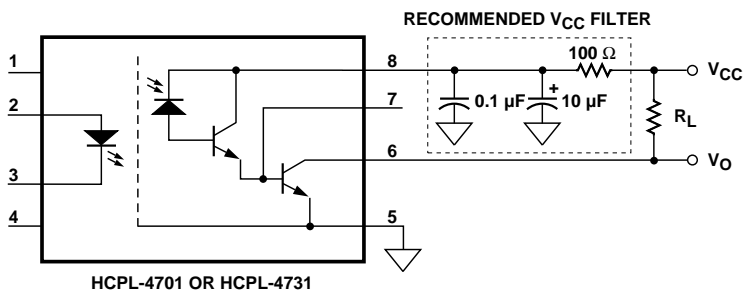 RECOMMENDED VCC FILTER
100 Ω
1
8
VCC
0.1 µF
+
10 µF
2
7
RL
3
6
VO
4
5
HCPL-4701 OR HCPL-4731